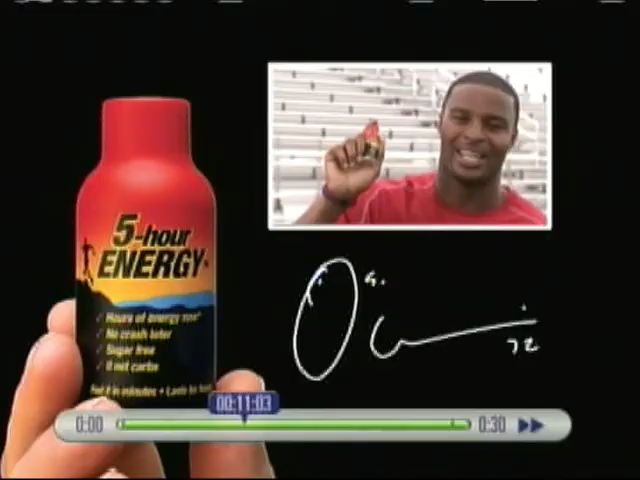 5-hour
ENERGY
Hours of energy now*
No crash later
Sugar free
0 net carbs
72
00:11:03
0:00
0:30